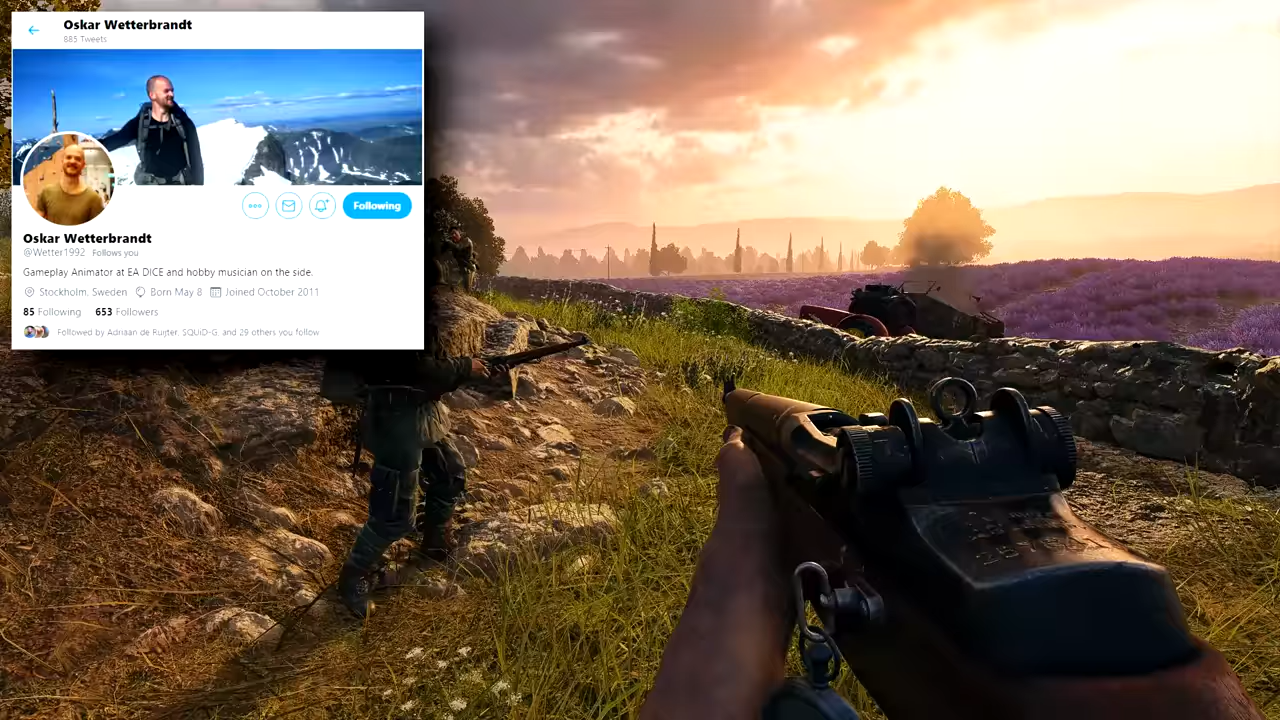 Oskar Wetterbrandt
885 Tweets
Following
Oskar Wetterbrandt
@Wetter1992 Follows you
Gameplay Animator at EA DICE and hobby musician on the side.
Stockholm, Sweden Born May 8 Joined October 2011
85 Following 653 Followers
Followed by Adriaan de Ruijter, SQUiD-G, and 29 others you follow